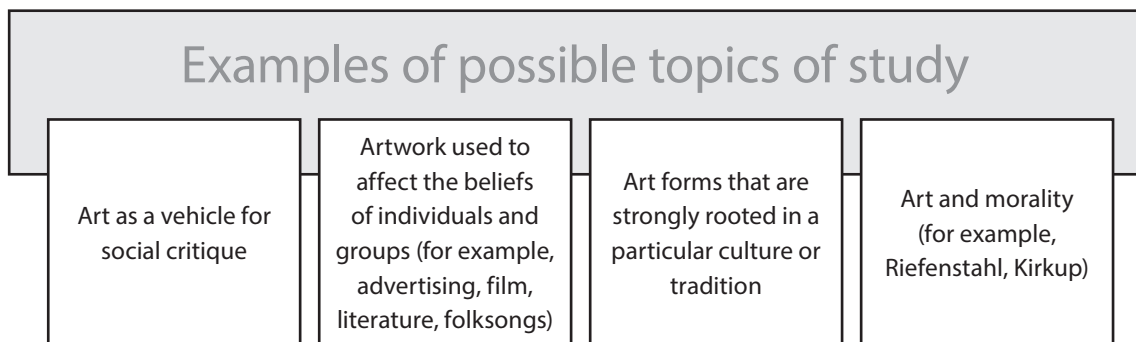 Examples of possible topics of study
Art as a vehicle for
social critique
Artwork used to
affect the beliefs
of individuals and
groups (for example,
advertising, film,
literature, folksongs)
Art forms that are
strongly rooted in a
particular culture or
tradition
Art and morality
(for example,
Riefenstahl, Kirkup)